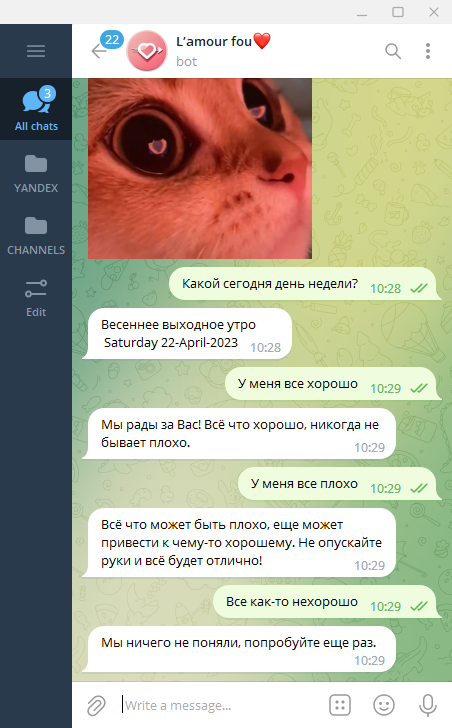 22
L'amour fou❤️
bot
3
All chats
YANDEX
CHANNELS
Edit
Какой сегодня день недели? 10:28
Весеннее выходное утро
Saturday 22-April-2023 10:28
У меня все хорошо 10:29
Мы рады за Вас! Всё что хорошо, никогда не
бывает плохо. 10:29
У меня все плохо 10:29
Всё что может быть плохо, еще может
привести к чему-то хорошему. Не опускайте
руки и всё будет отлично! 10:29
Все как-то нехорошо 10:29
Мы ничего не поняли, попробуйте еще раз.
10:29
Write a message...